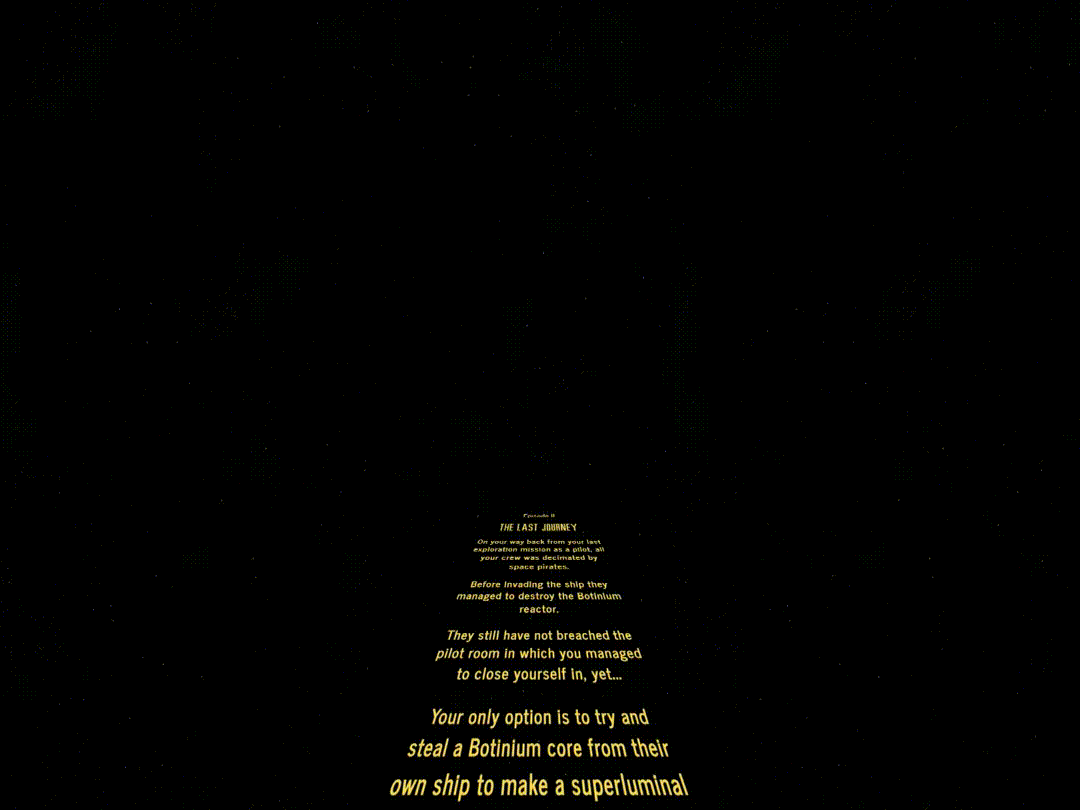 Episode II
THE LAST JOURNEY
On your way back from your last
exploration mission as a pilot, all
your crew was decimated by
space pirates.
Before invading the ship they
managed to destroy the Botinium
reactor.
They still have not breached the
pilot room in which you managed
to close yourself in, yet...
Your only option is to try and
steal a Botinium core from their
own ship to make a superluminal